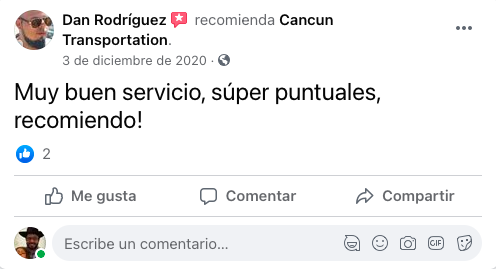 Dan Rodríguez recomienda Cancun
Transportation.
3 de diciembre de 2020 ·
Muy buen servicio, súper puntuales,
recomiendo!
2
Me gusta Comentar Compartir
Escribe un comentario... GIF